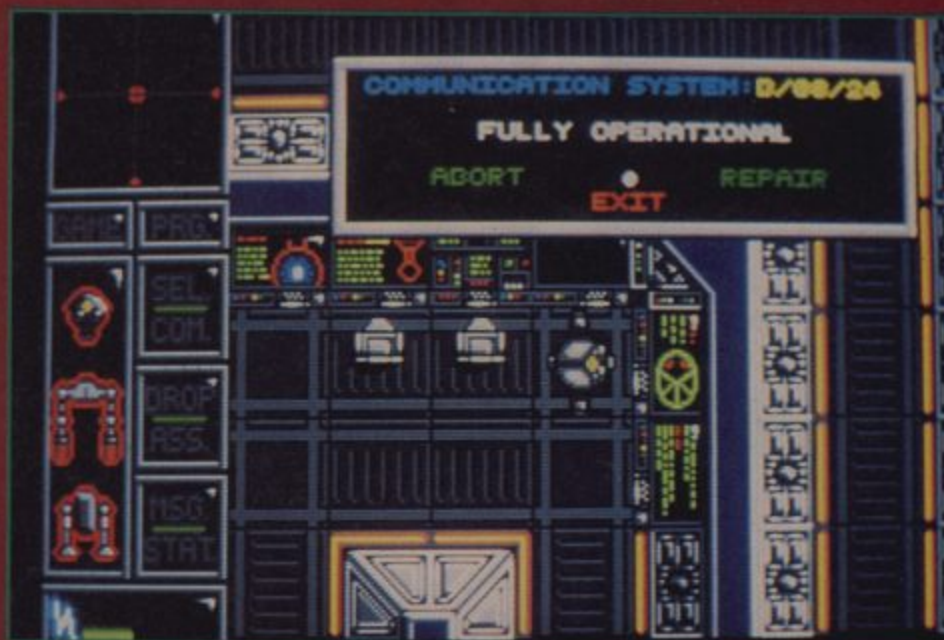 COMMUNICATION SYSTEM:D/08/24
FULLY OPERATIONAL
ABORT
REPAIR
EXIT
GAME
PRG.
SEL.
COM.
DROP
ASS.
MSG
STAT